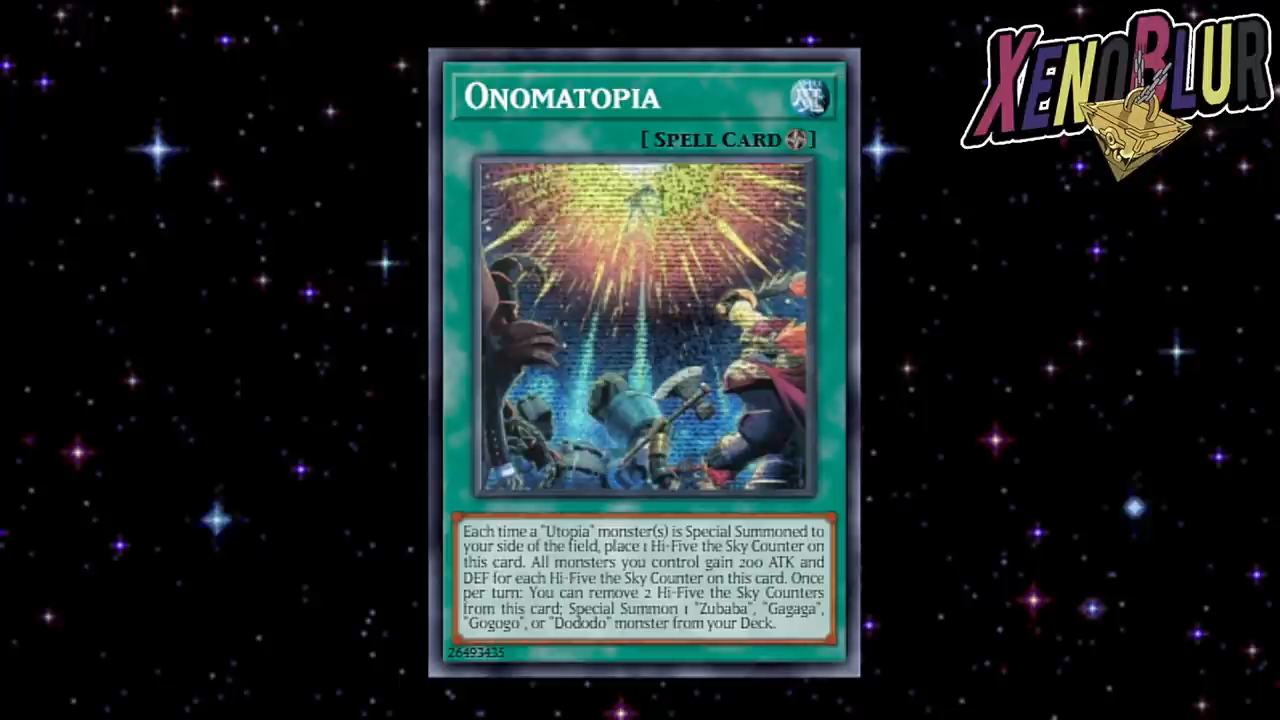 XENOBLUR
ONOMATOPIA
[ SPELL CARD ]
Each time a "Utopia" monster(s) is Special Summoned to
your side of the field, place 1 Hi-Five the Sky Counter on
this card. All monsters you control gain 200 ATK and
DEF for each Hi-Five the Sky Counter on this card. Once
per turn: You can remove 2 Hi-Five the Sky Counters
from this card; Special Summon 1 "Zubaba", "Gagaga",
"Gogogo", or "Dododo" monster from your Deck.
26493435